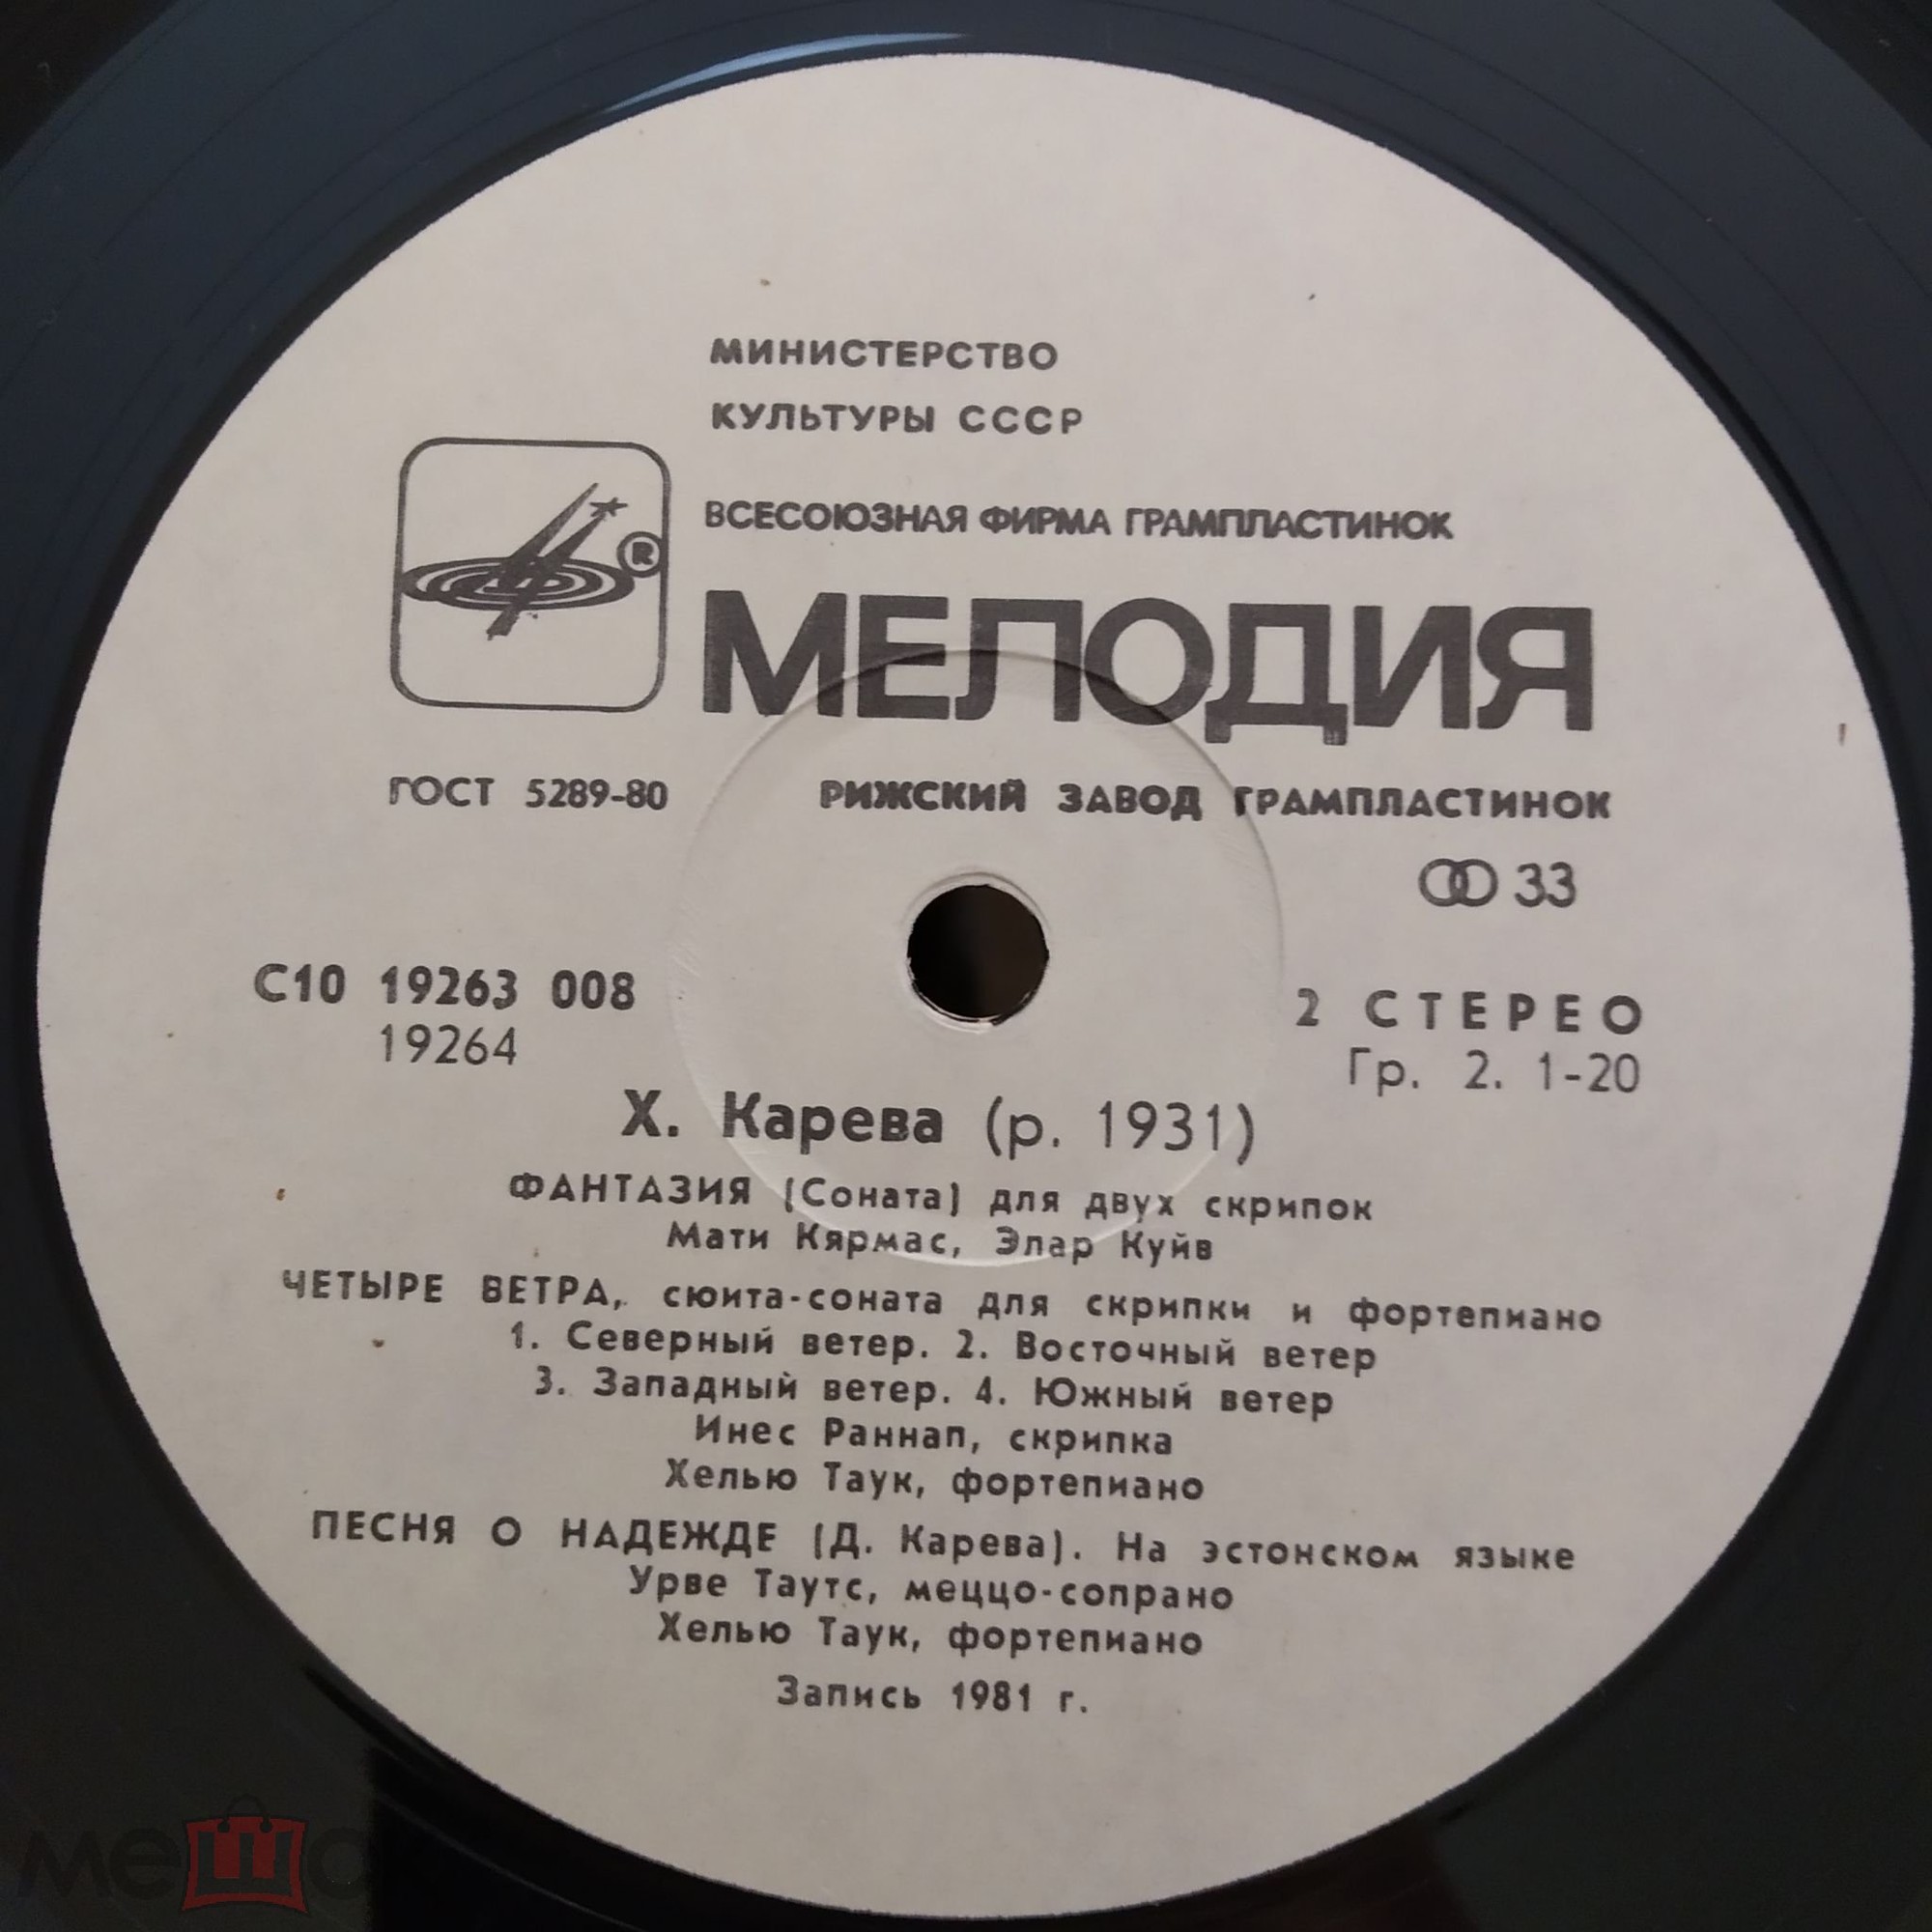 МИНИСТЕРСТВО
КУЛЬТУРЫ СССР
ВСЕСОЮЗНАЯ ФИРМА ГРАМПЛАСТИНОК
®
МЕЛОДИЯ
ГОСТ 5289-80 РИЖСКИЙ ЗАВОД ГРАМПЛАСТИНОК
33
С10 19263 008 2 СТЕРЕО
19264 Гр. 2. 1-20
Х. Карева (р. 1931)
ФАНТАЗИЯ (Соната) для двух скрипок
Мати Кярмас, Элар Куйв
ЧЕТЫРЕ ВЕТРА, сюита-соната для скрипки и фортепиано
1. Северный ветер. 2. Восточный ветер
3. Западный ветер. 4. Южный ветер
Инес Раннап, скрипка
Хелью Таук, фортепиано
ПЕСНЯ О НАДЕЖДЕ (Д. Карева). На эстонском языке
Урве Таутс, меццо-сопрано
Хелью Таук, фортепиано
Запись 1981 г.
мешо